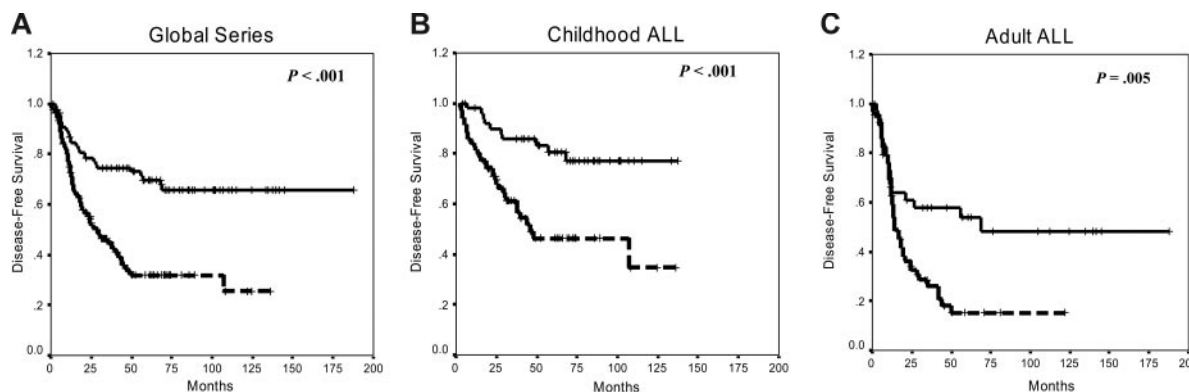 A
Global Series
P < .001
Disease-Free Survival
1.2
1.0
.8
.6
.4
.2
0.0
0 25 50 75 100 125 150 175 200
Months
B
Childhood ALL
P < .001
Disease-Free Survival
1.2
1.0
.8
.6
.4
.2
0.0
0 25 50 75 100 125 150 175 200
Months
C
Adult ALL
P = .005
Disease-Free Survival
1.2
1.0
.8
.6
.4
.2
0.0
0 25 50 75 100 125 150 175 200
Months